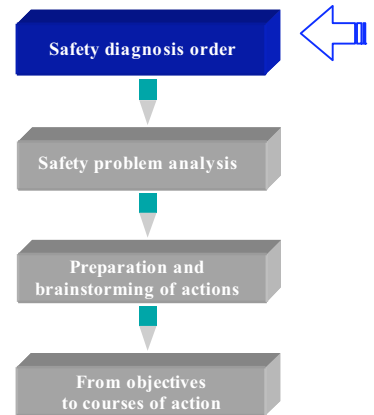 Safety diagnosis order
Safety problem analysis
Preparation and
brainstorming of actions
From objectives
to courses of action